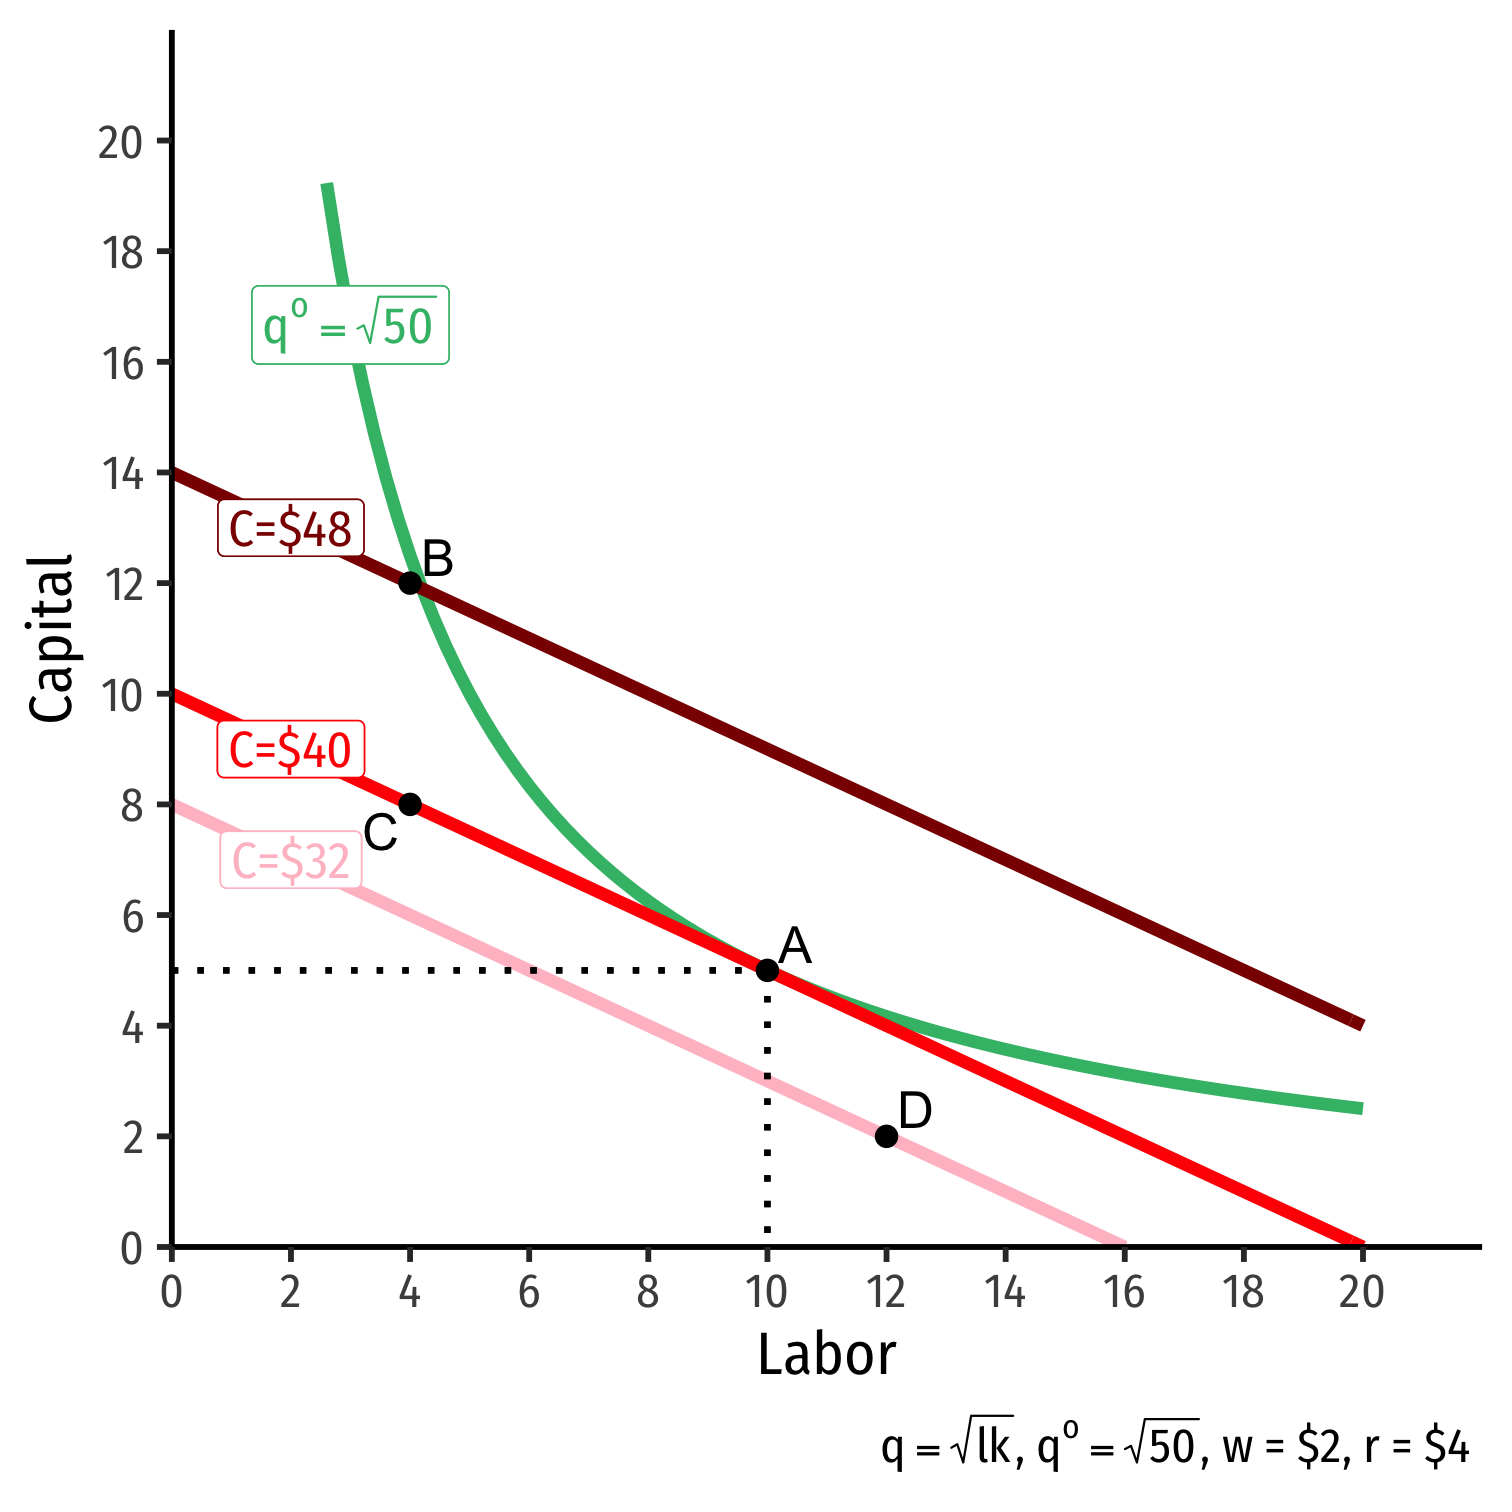 20
18
16
14
12
10
8
6
4
2
0
q° = √50
C=$48
B
C=$40
C
C=$32
A
D
Capital
0 2 4 6 8 10 12 14 16 18 20
Labor
q = √lk, q° = √50, w = $2, r = $4